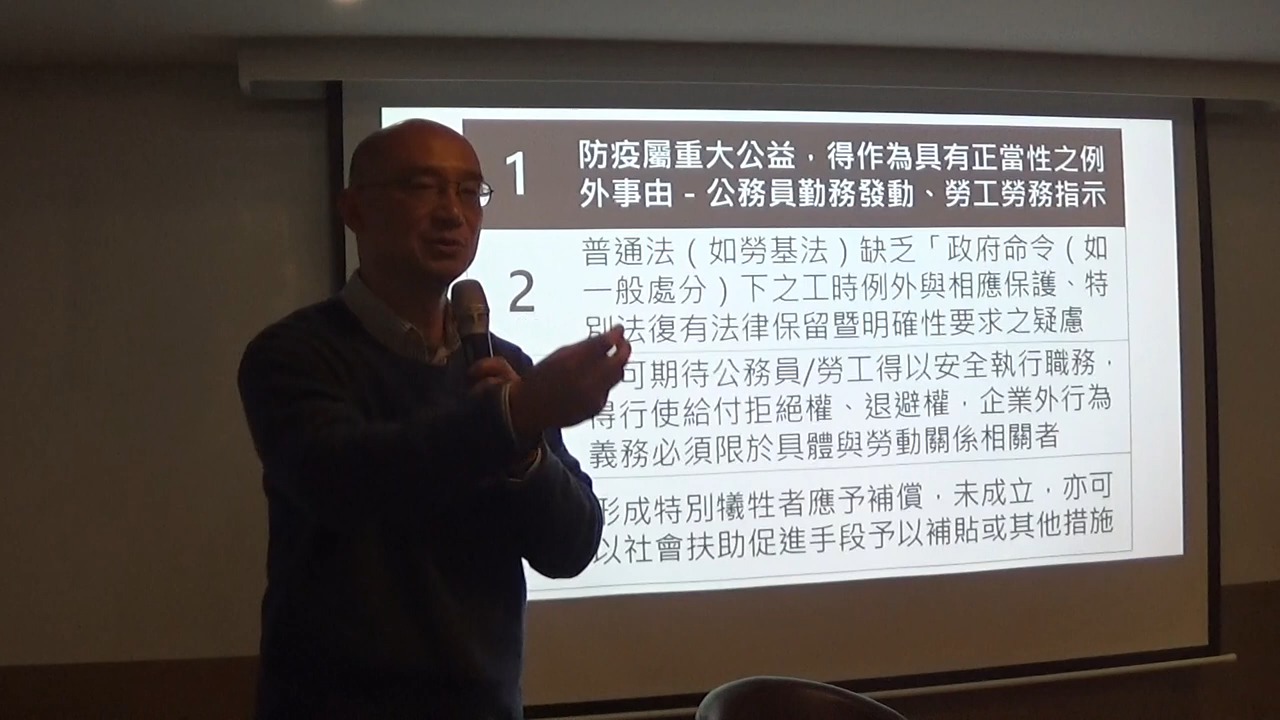 1
防疫屬重大公益，得作為具有正當性之例
外事由 - 公務員勤務發動、勞工勞務指示
2
普通法（如勞基法）缺乏「政府命令（如
一般處分）下之工時例外與相應保護、特
別法復有法律保留暨明確性要求之疑慮
可期待公務員/勞工得以安全執行職務，
得行使給付拒絕權、退避權，企業外行為
義務必須限於具體與勞動關係相關者
形成特別犧牲者應予補償，未成立，亦可
以社會扶助促進手段予以補貼或其他措施